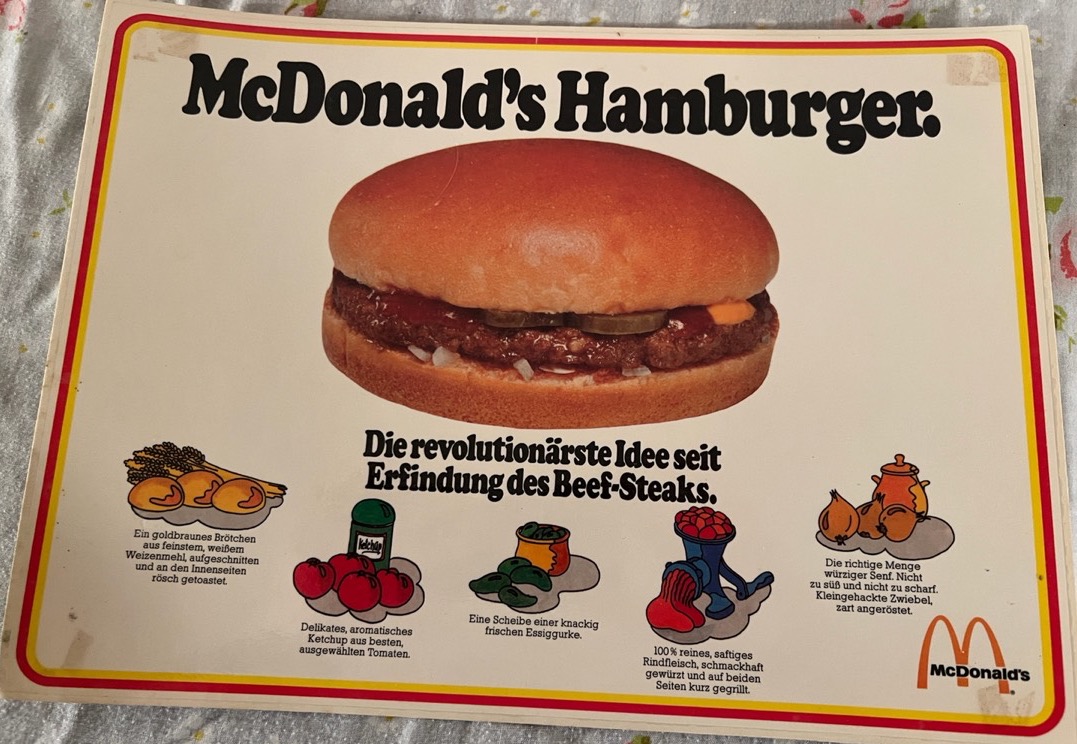 McDonald's Hamburger.
Die revolutionärste Idee seit
Erfindung des Beef-Steaks.
Ein goldbraunes Brötchen
aus feinstem, weißem
Weizenmehl, aufgeschnitten
und an den Innenseiten
rösch getoastet.
Ketchup
Delikates, aromatisches
Ketchup aus besten,
ausgewählten Tomaten.
Eine Scheibe einer knackig
frischen Essiggurke.
100% reines, saftiges
Rindfleisch, schmackhaft
gewürzt und auf beiden
Seiten kurz gegrillt.
Die richtige Menge
würziger Senf. Nicht
zu süß und nicht zu scharf.
Kleingehackte Zwiebel,
zart angeröstet.
McDonald's®